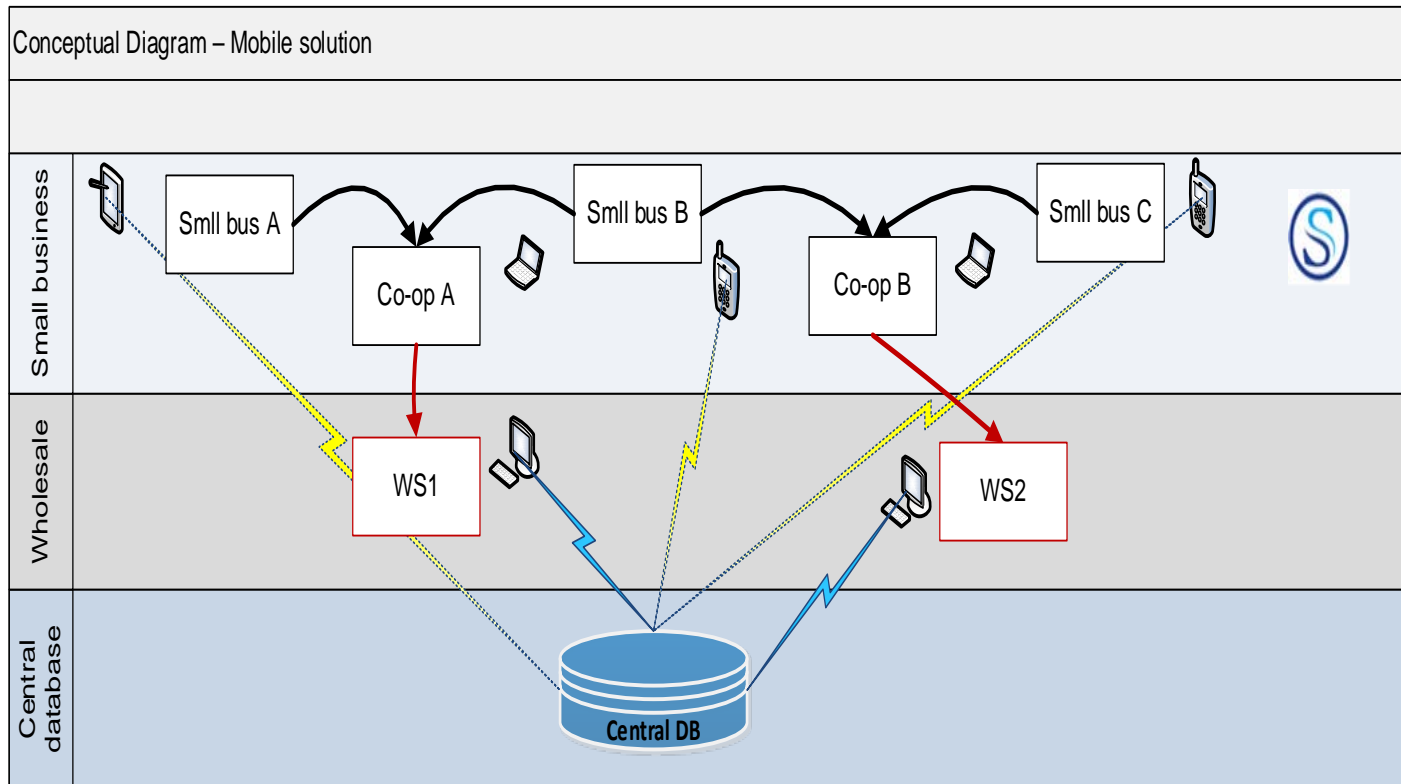 Conceptual Diagram – Mobile solution
Small business
Smll bus A
Smll bus B
Smll bus C
Co-op A
Co-op B
S
Wholesale
WS1
WS2
Central
database
Central DB